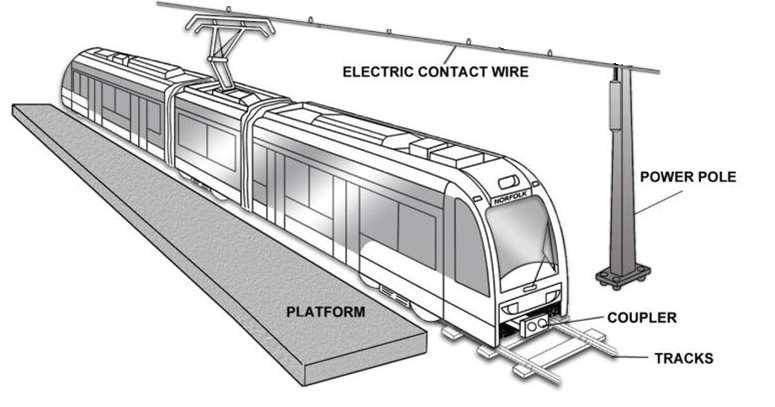 ELECTRIC CONTACT WIRE
POWER POLE
NORFOLK
PLATFORM
COUPLER
TRACKS